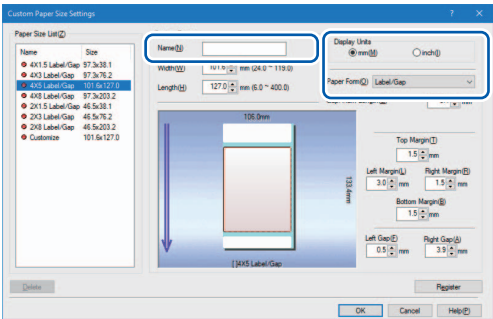 Custom Paper Size Settings
Paper Size List(Z)
Name Size
4X1.5 Label/Gap 97.3x38.1
4X3 Label/Gap 97.3x76.2
4X5 Label/Gap 101.6x127.0
4X8 Label/Gap 97.3x203.2
2X1.5 Label/Gap 46.5x38.1
2X3 Label/Gap 46.5x76.2
2X8 Label/Gap 46.5x203.2
Customize 101.6x127.0
Delete
Name(N)
Width(W) 101.6 mm (24.0 ~ 119.0)
Length(H) 127.0 mm (6.0 ~ 400.0)
Display Units
mm(M) inch(I)
Paper Form(O) Label/Gap
mm
106.0mm
133.4mm
[]4X5 Label/Gap
Top Margin(T)
1.5 mm
Left Margin(L) Right Margin(R)
3.0 mm 1.5 mm
Bottom Margin(B)
1.5 mm
Left Gap(F) Right Gap(A)
0.5 mm 3.9 mm
Register
OK Cancel Help(P)